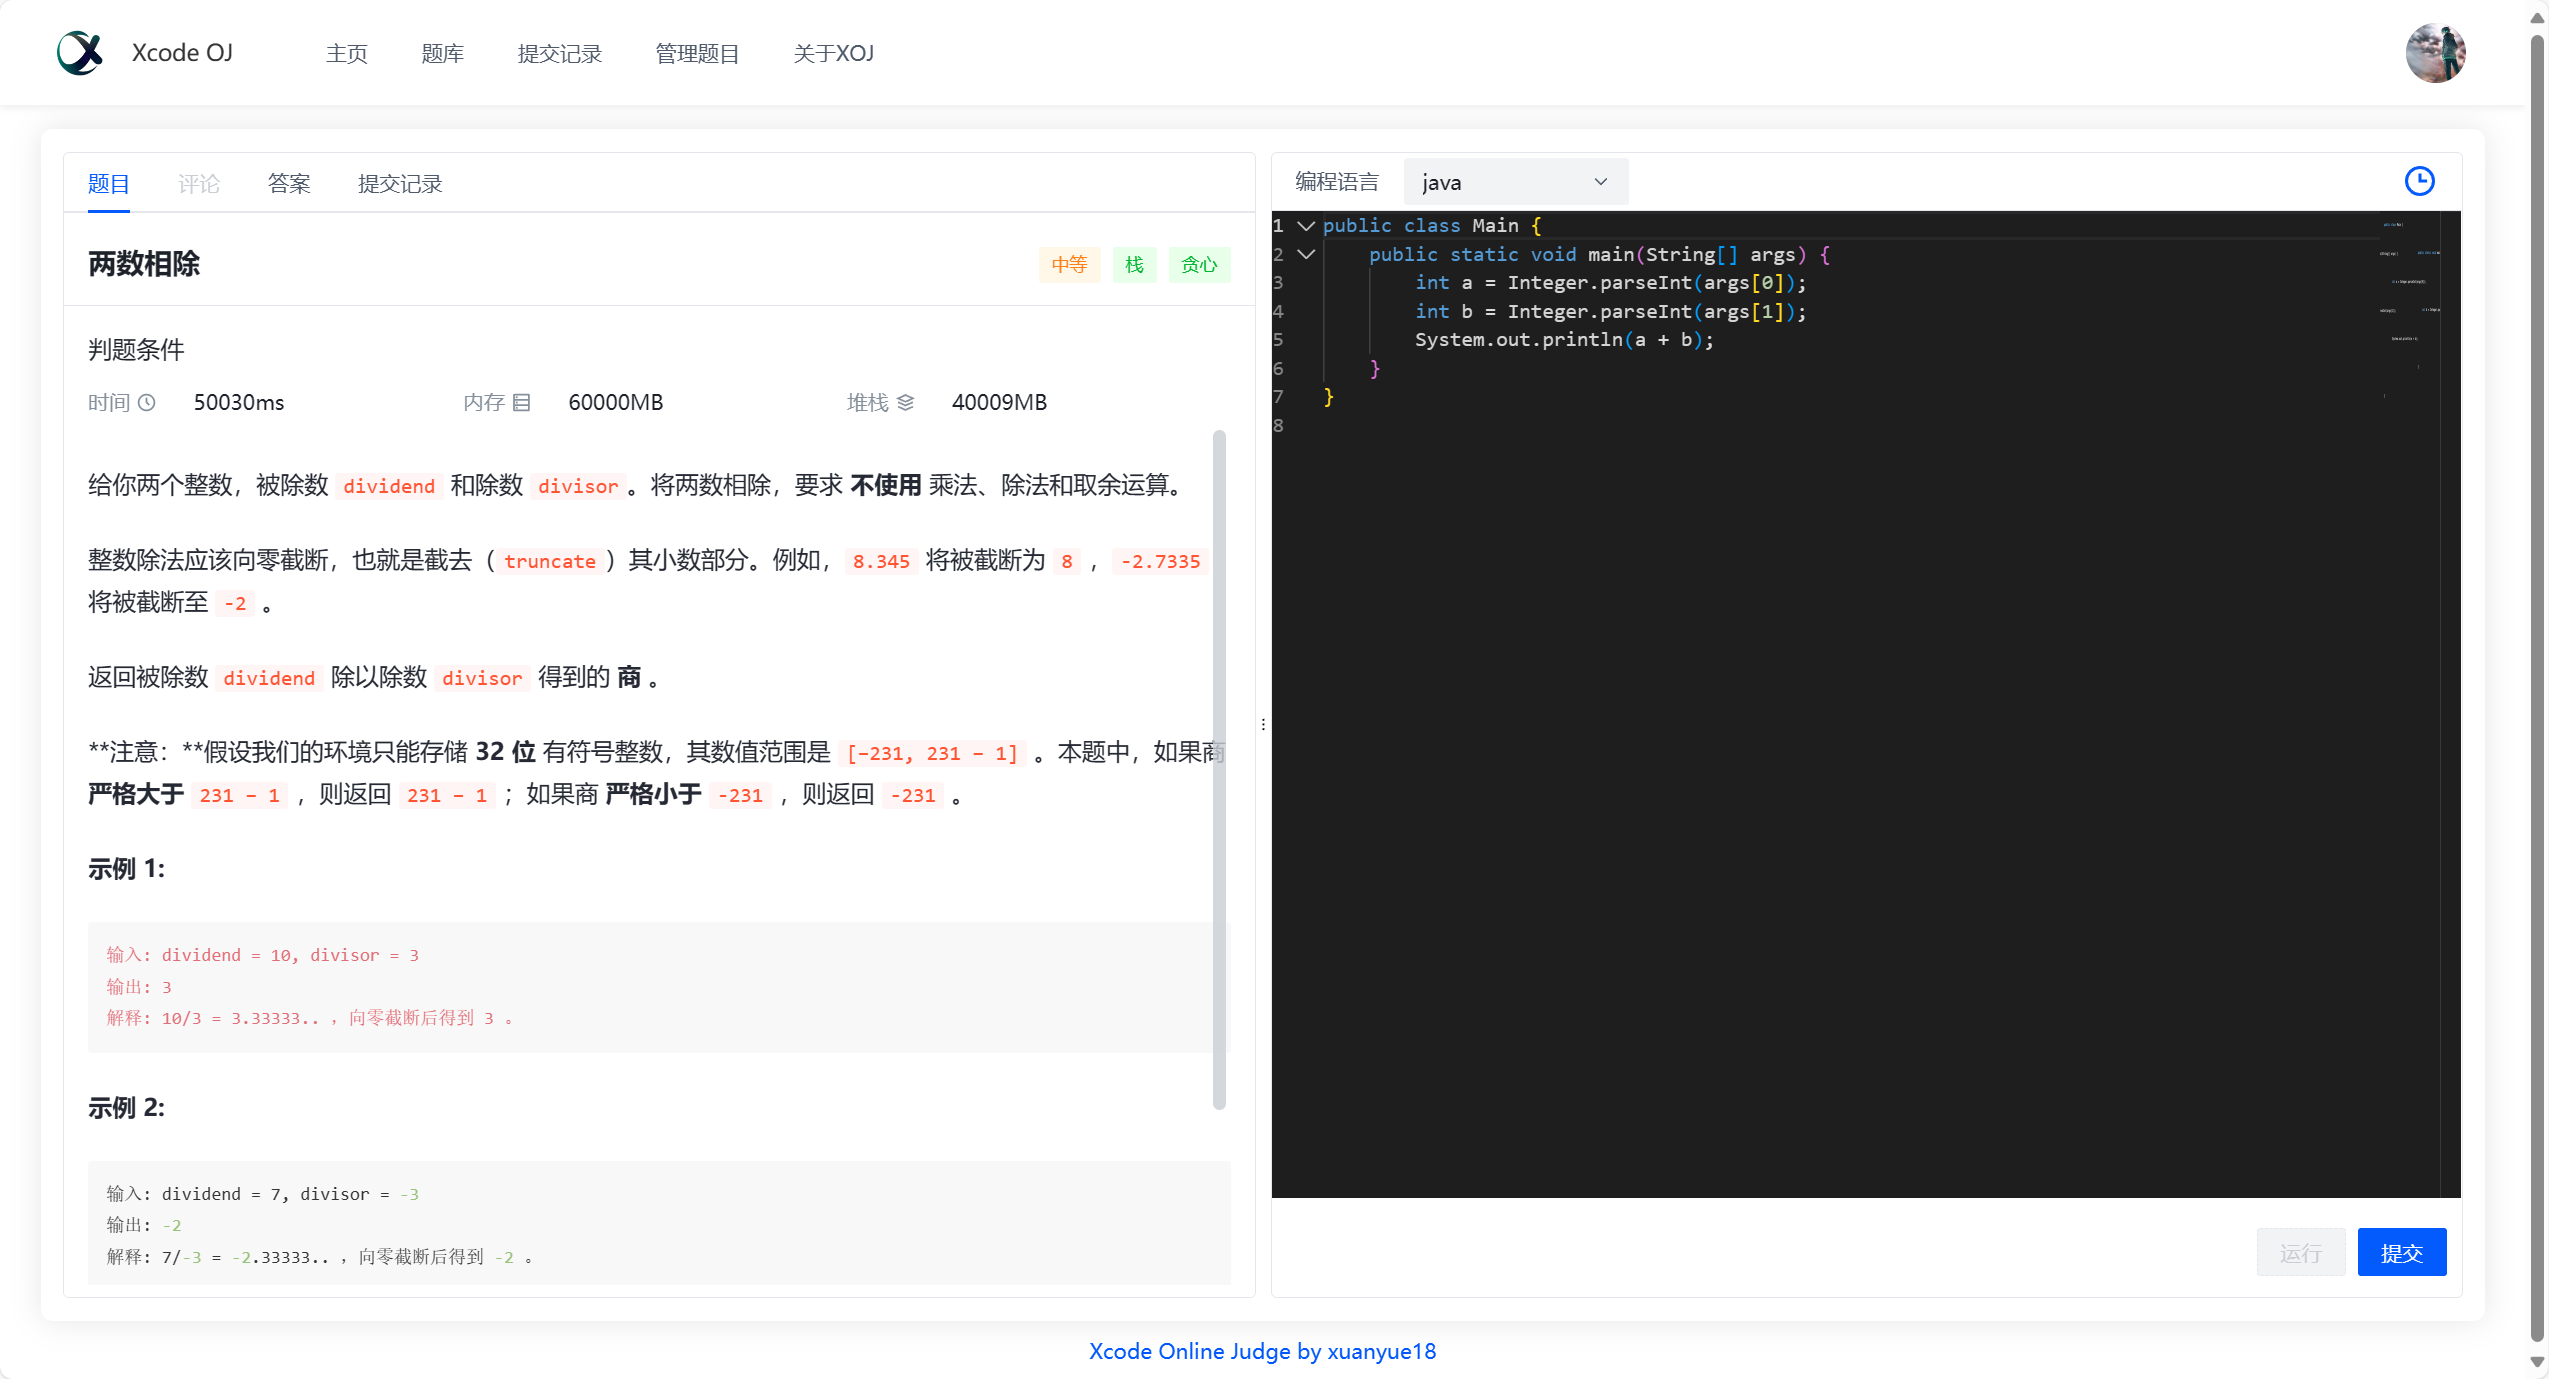 Xcode OJ 主页 题库 提交记录 管理题目 关于XOJ
题目 评论 答案 提交记录
两数相除 中等 栈 贪心
判题条件
时间 50030ms 内存 60000MB 堆栈 40009MB
给你两个整数，被除数 dividend 和除数 divisor。将两数相除，要求 不使用 乘法、除法和取余运算。
整数除法应该向零截断，也就是截去（truncate）其小数部分。例如，8.345 将被截断为 8 ，-2.7335
将被截断至 -2 。
返回被除数 dividend 除以除数 divisor 得到的 商 。
**注意：**假设我们的环境只能存储 32 位 有符号整数，其数值范围是 [−231, 231 − 1] 。本题中，如果商
严格大于 231 − 1 ，则返回 231 − 1 ；如果商 严格小于 -231 ，则返回 -231 。
示例 1:
输入: dividend = 10, divisor = 3
输出: 3
解释: 10/3 = 3.33333.. ，向零截断后得到 3 。
示例 2:
输入: dividend = 7, divisor = -3
输出: -2
解释: 7/-3 = -2.33333.. ，向零截断后得到 -2 。
编程语言 java
1 public class Main {
2 public static void main(String[] args) {
3 int a = Integer.parseInt(args[0]);
4 int b = Integer.parseInt(args[1]);
5 System.out.println(a + b);
6 }
7 }
8
运行 提交
Xcode Online Judge by xuanyue18